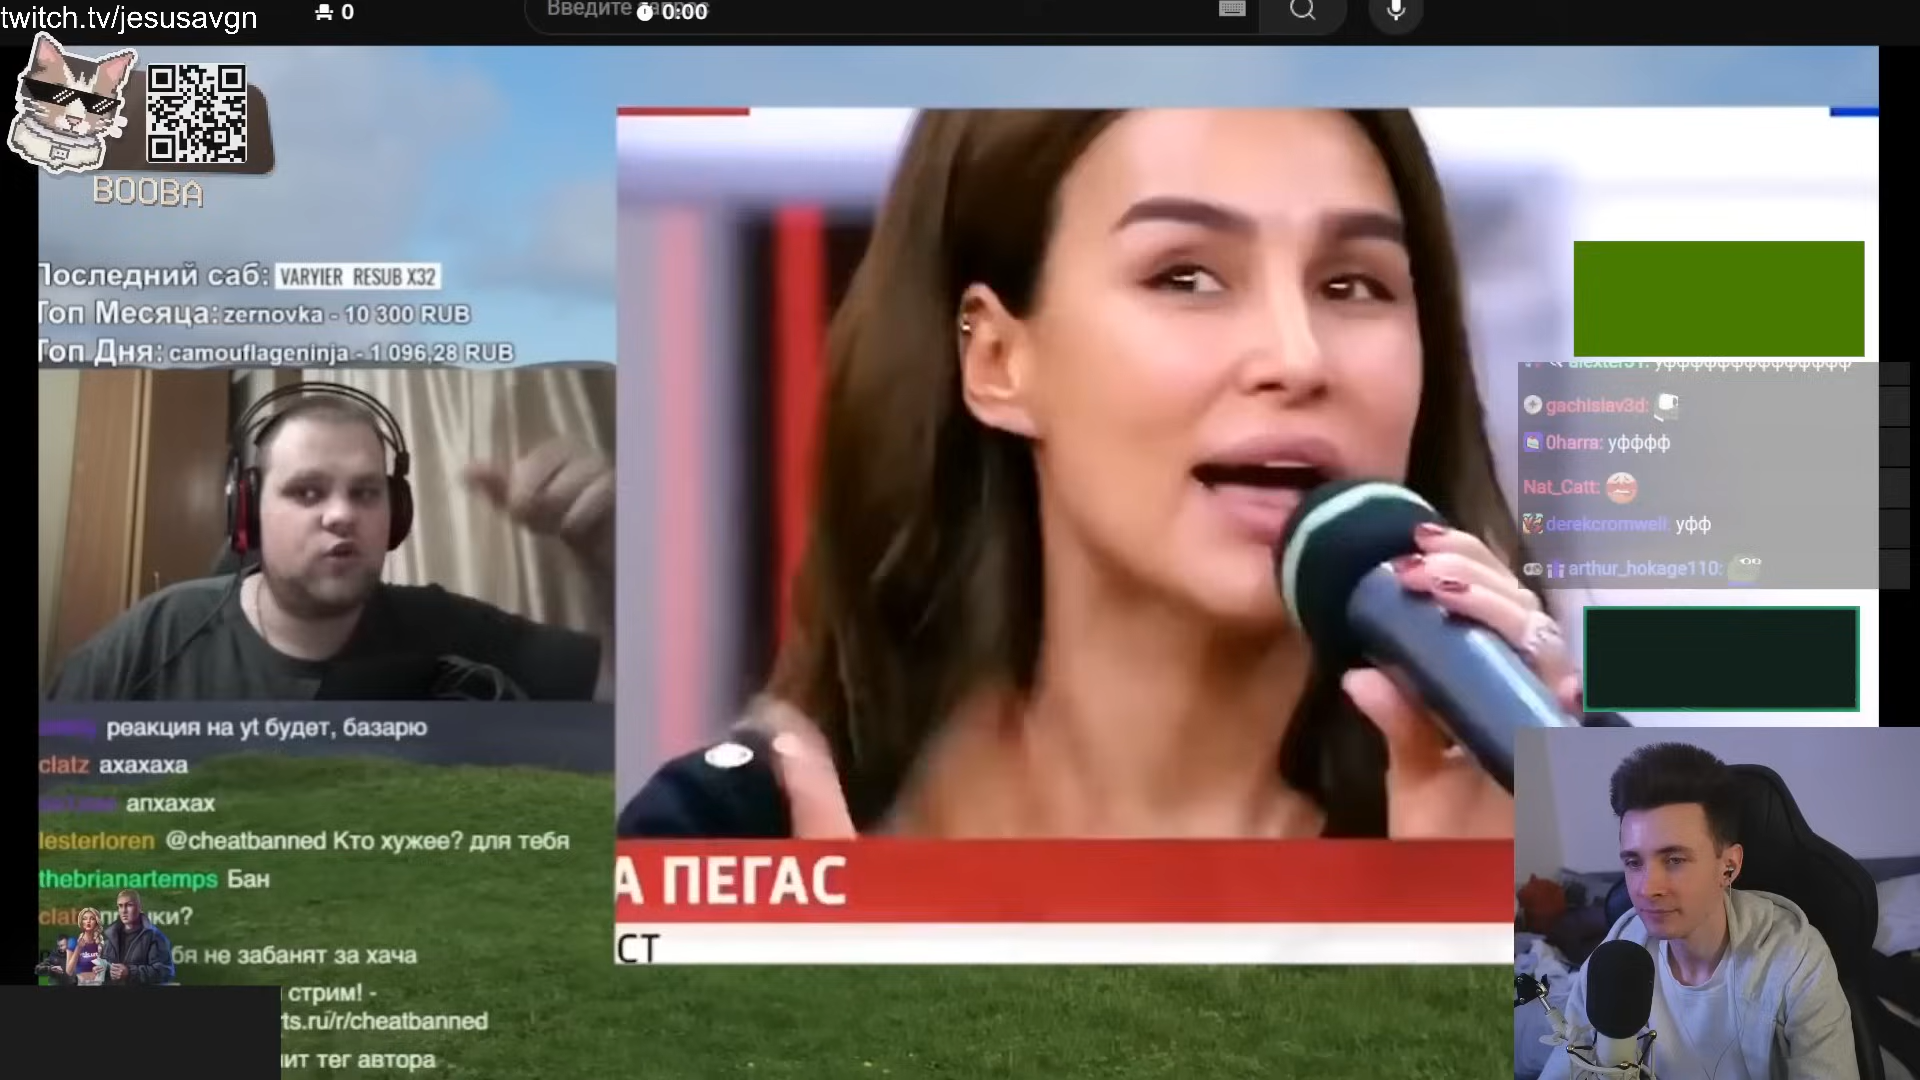 twitch.tv/jesusavgn
0
Введите запрос
0:00
BOOBA
Последний саб: VARYIER RESUB X32
Топ Месяца: zernovka - 10 300 RUB
Топ Дня: camouflageninja - 1 096,28 RUB
gachislav3d:
0harra: уфффф
Nat_Catt:
derekcromwell: уфф
arthur_hokage110:
реакция на yt будет, базарю
clatz ахахаха
апхахах
lesterloren @cheatbanned Кто хужее? для тебя
thebrianartemps Бан
не забанят за хача
стрим! -
rts.ru/r/cheatbanned
тег автора
А ПЕГАС
СТ